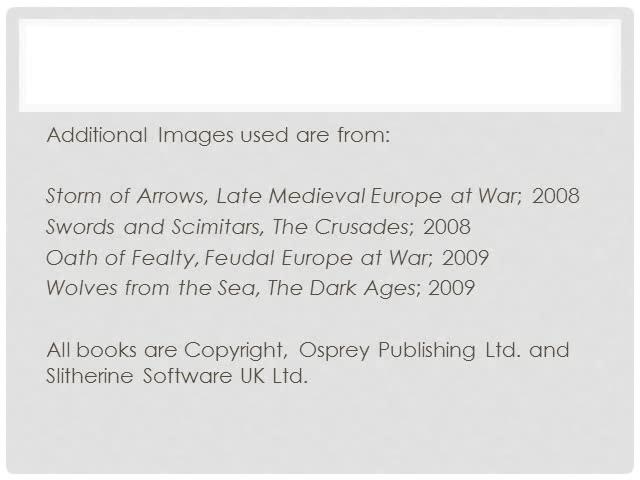 Additional Images used are from:
Storm of Arrows, Late Medieval Europe at War; 2008
Swords and Scimitars, The Crusades; 2008
Oath of Fealty, Feudal Europe at War; 2009
Wolves from the Sea, The Dark Ages; 2009
All books are Copyright, Osprey Publishing Ltd. and
Slitherine Software UK Ltd.